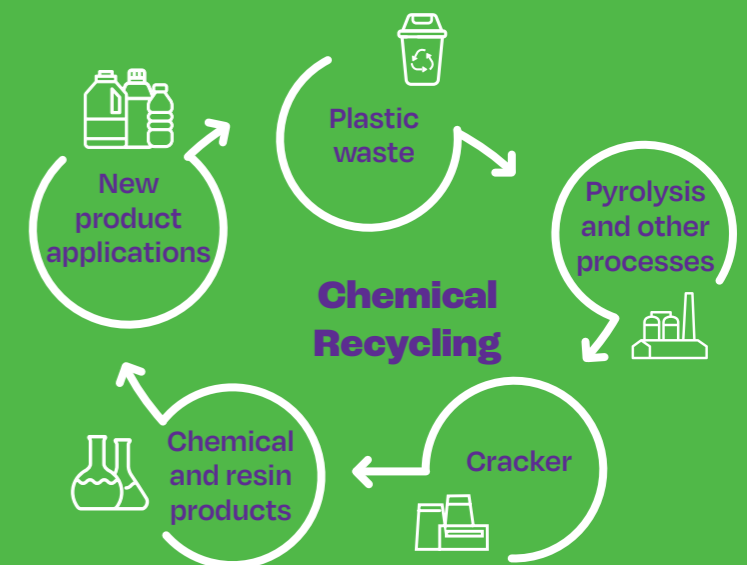 Plastic
waste
Pyrolysis
and other
processes
Cracker
Chemical
and resin
products
New
product
applications
Chemical
Recycling